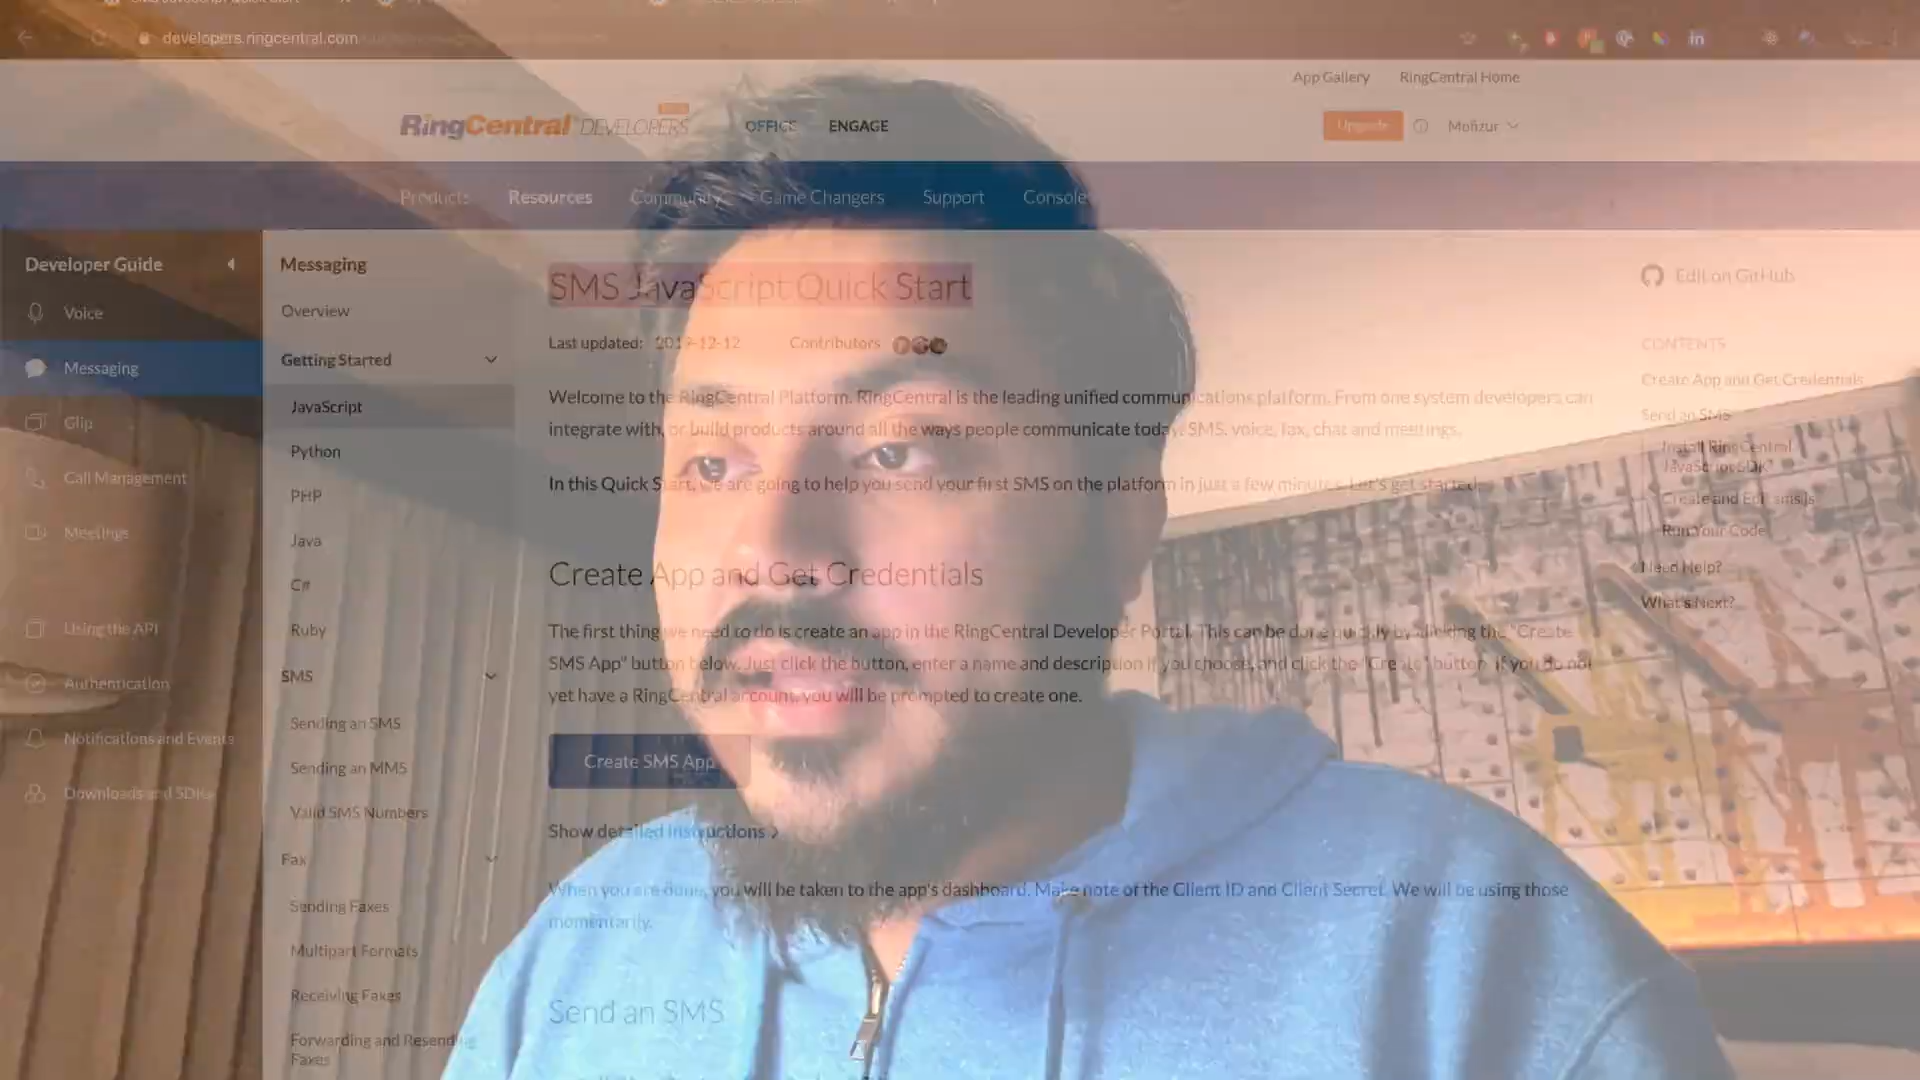 developers.ringcentral.com
App Gallery
RingCentral Home
RingCentral DEVELOPERS
OFFICE
ENGAGE
Upgrade
Mofizur
Products
Resources
Community
Game Changers
Support
Console
Developer Guide
Voice
Messaging
Glip
Call Management
Meetings
Using the API
Authentication
Notifications and Events
Downloads and SDKs
Messaging
Overview
Getting Started
JavaScript
Python
PHP
Java
C#
Ruby
SMS
Sending an SMS
Sending an MMS
Valid SMS Numbers
Fax
Sending Faxes
Multipart Formats
Receiving Faxes
Forwarding and Resending
Faxes
SMS JavaScript Quick Start
Last updated: 2019-12-12
Contributors
Welcome to the RingCentral Platform. RingCentral is the leading unified communications platform. From one system developers can
integrate with, or build products around all the ways people communicate today: SMS, voice, fax, chat and meetings.
In this Quick Start, we are going to help you send your first SMS on the platform in just a few minutes. Let's get started.
Create App and Get Credentials
The first thing we need to do is create an app in the RingCentral Developer Portal. This can be done quickly by clicking the "Create
SMS App" button below. Just click the button, enter a name and description if you choose, and click the "Create" button. If you do not
yet have a RingCentral account, you will be prompted to create one.
Create SMS App
Show detailed instructions ›
When you are done, you will be taken to the app's dashboard. Make note of the Client ID and Client Secret. We will be using those
momentarily.
Send an SMS
Edit on GitHub
CONTENTS
Create App and Get Credentials
Send an SMS
Install RingCentral
JavaScript SDK
Create and Edit sms.js
Run Your Code
Need Help?
What's Next?